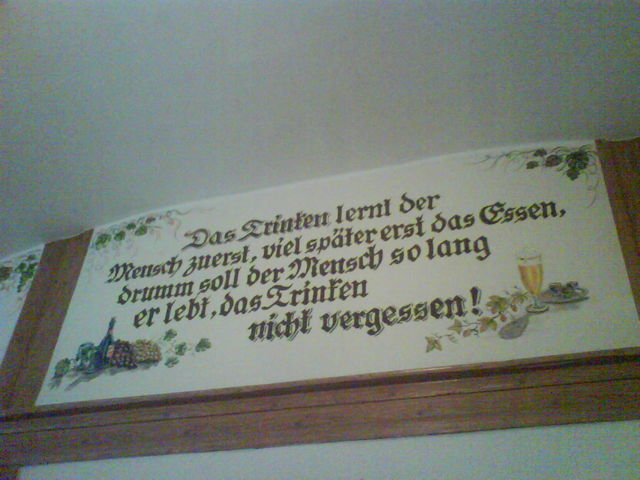 Das Trinken lernt der
Mensch zuerst, viel später erst das Essen,
drumm soll der Mensch so lang
er lebt, das Trinken
nicht vergessen!